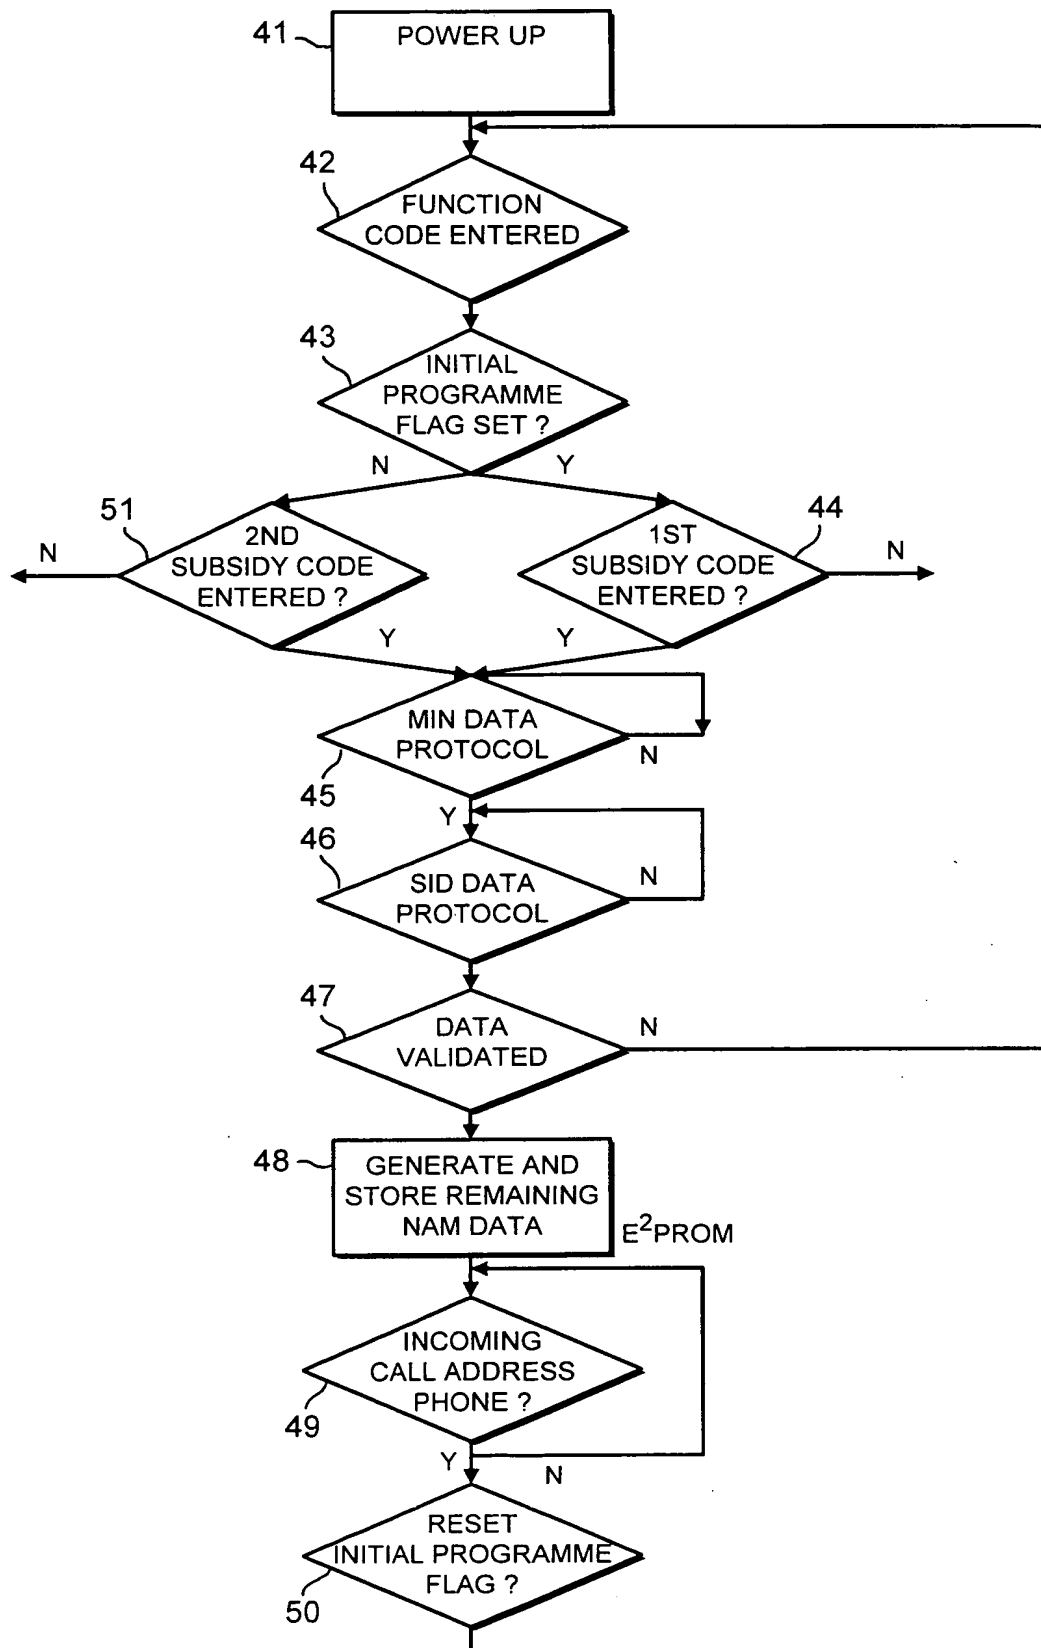 41
POWER UP
42
FUNCTION
CODE ENTERED
43
INITIAL
PROGRAMME
FLAG SET ?
N
Y
51
2ND
SUBSIDY CODE
ENTERED ?
N
44
1ST
SUBSIDY CODE
ENTERED ?
N
Y
Y
MIN DATA
PROTOCOL
N
45
Y
46
SID DATA
PROTOCOL
N
47
DATA
VALIDATED
N
48
GENERATE AND
STORE REMAINING
NAM DATA
E²PROM
INCOMING
CALL ADDRESS
PHONE ?
49
Y
N
RESET
INITIAL PROGRAMME
FLAG ?
50